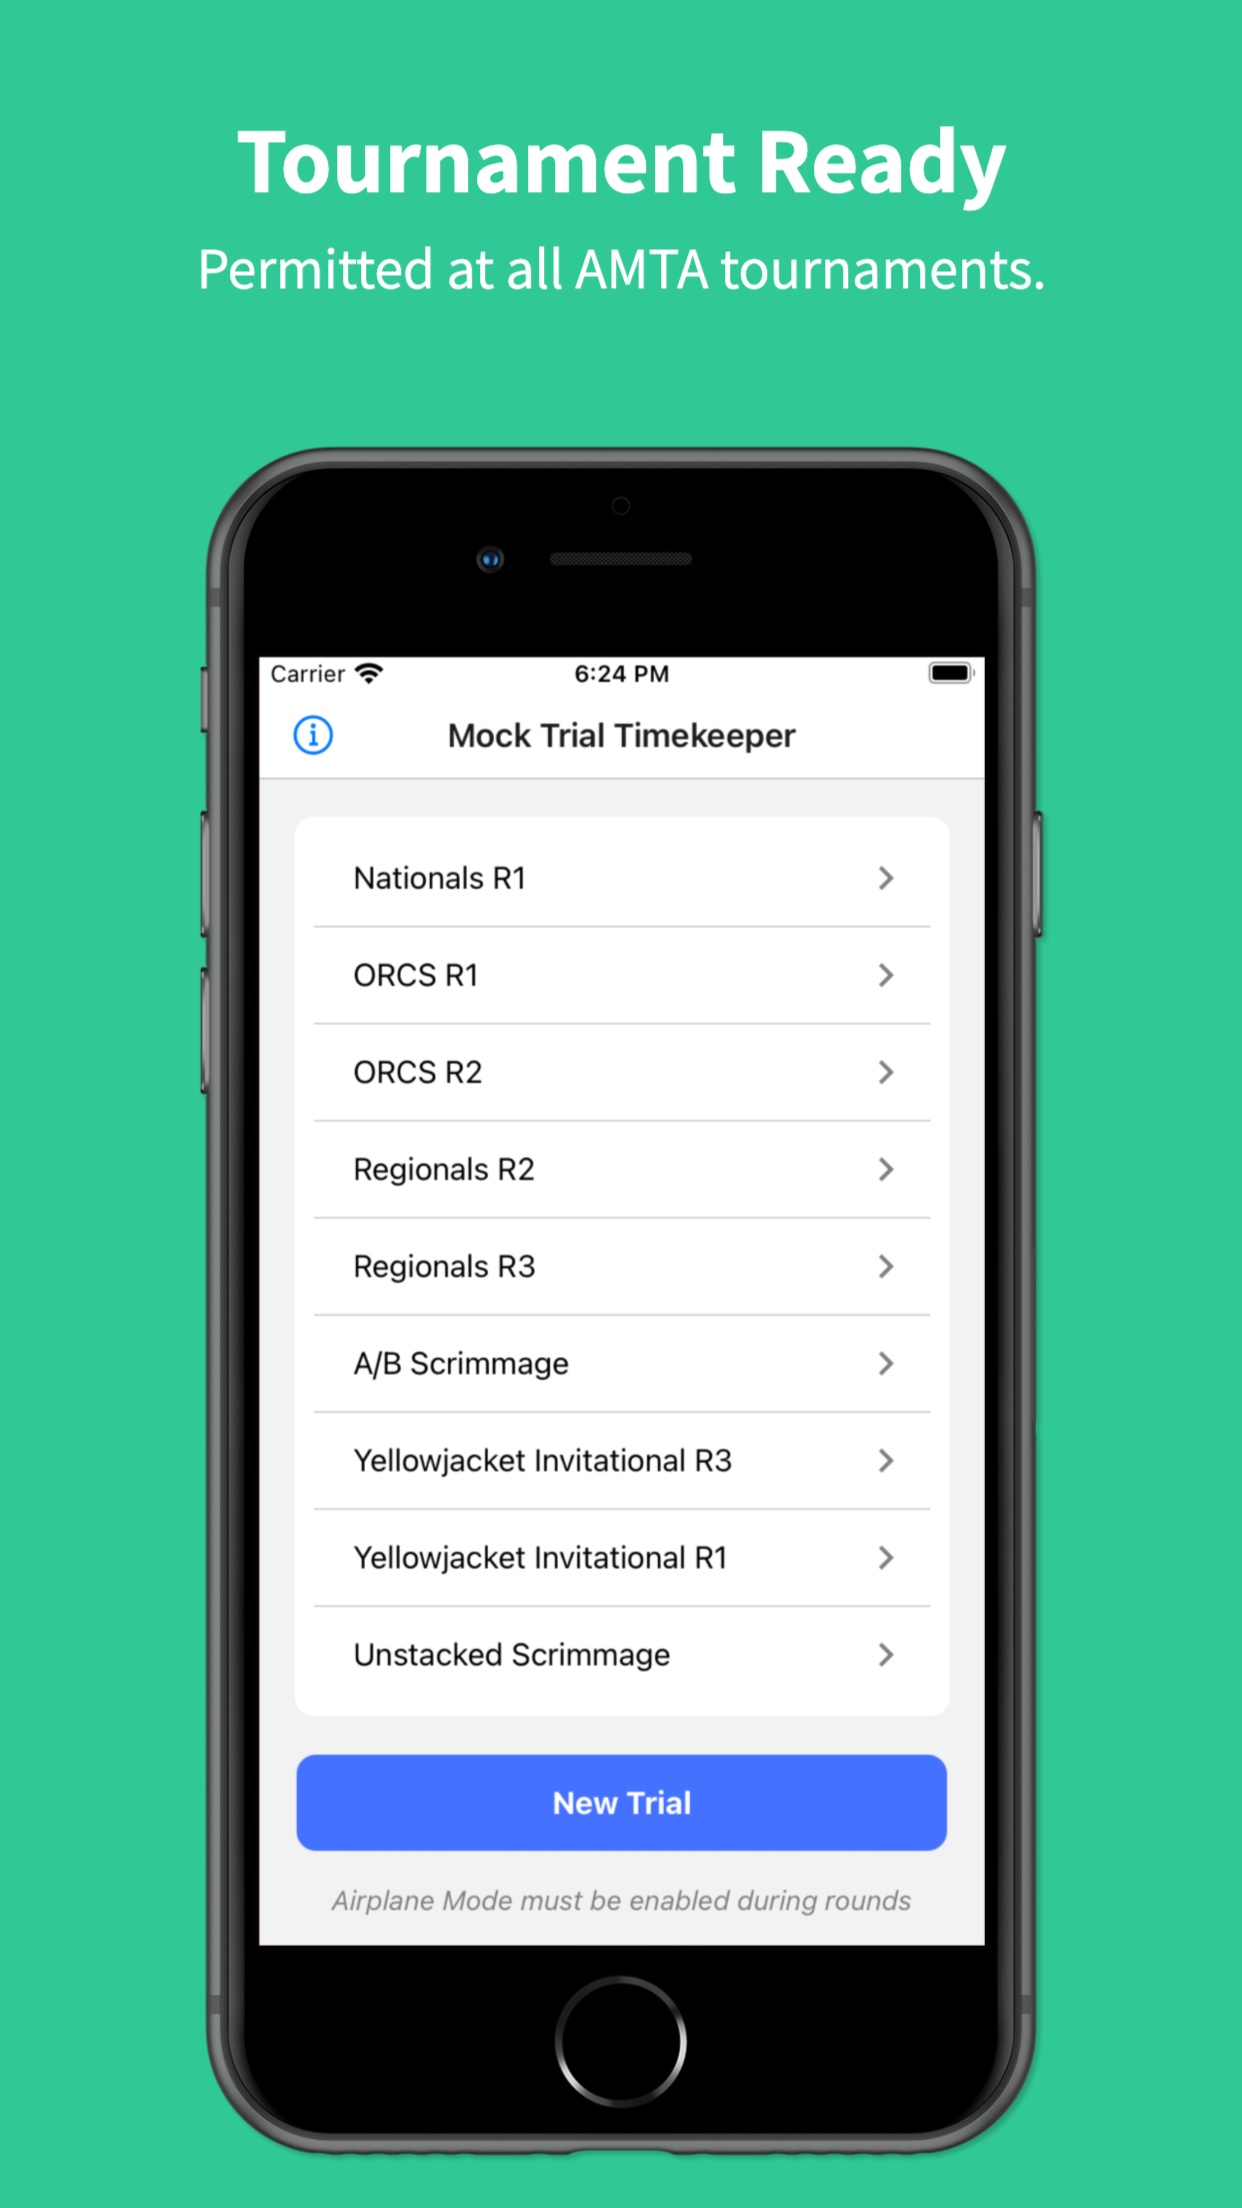 Tournament Ready
Permitted at all AMTA tournaments.
Carrier 6:24 PM
Mock Trial Timekeeper
Nationals R1
ORCS R1
ORCS R2
Regionals R2
Regionals R3
A/B Scrimmage
Yellowjacket Invitational R3
Yellowjacket Invitational R1
Unstacked Scrimmage
New Trial
Airplane Mode must be enabled during rounds